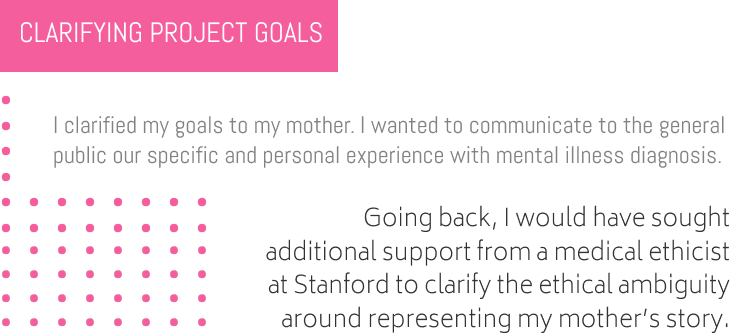 CLARIFYING PROJECT GOALS
I clarified my goals to my mother. I wanted to communicate to the general
public our specific and personal experience with mental illness diagnosis.
Going back, I would have sought
additional support from a medical ethicist
at Stanford to clarify the ethical ambiguity
around representing my mother's story.